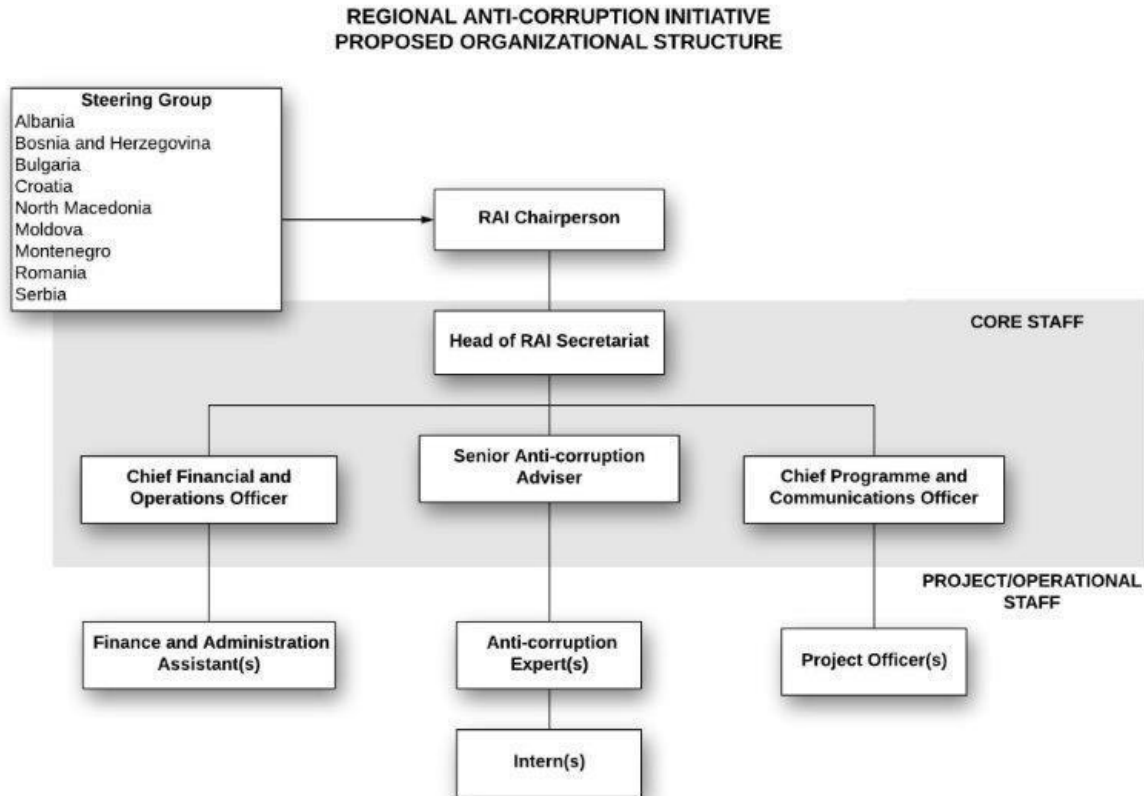 REGIONAL ANTI-CORRUPTION INITIATIVE
PROPOSED ORGANIZATIONAL STRUCTURE
Steering Group
Albania
Bosnia and Herzegovina
Bulgaria
Croatia
North Macedonia
Moldova
Montenegro
Romania
Serbia
RAI Chairperson
CORE STAFF
Head of RAI Secretariat
Chief Financial and
Operations Officer
Senior Anti-corruption
Adviser
Chief Programme and
Communications Officer
PROJECT/OPERATIONAL
STAFF
Finance and Administration
Assistant(s)
Anti-corruption
Expert(s)
Project Officer(s)
Intern(s)